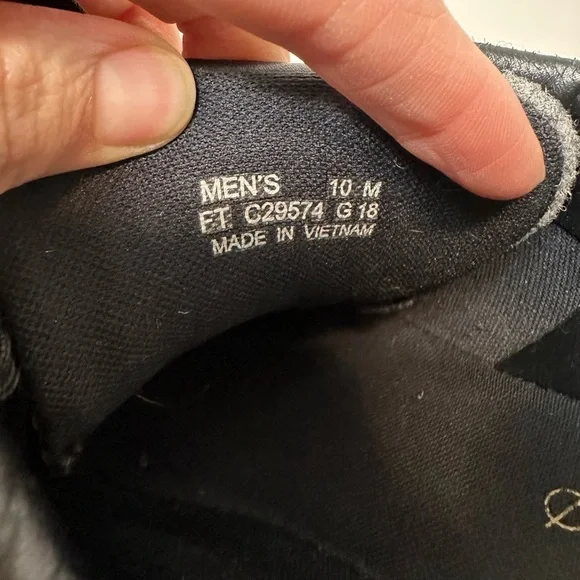 MEN'S 10 M
FT C29574 G 18
MADE IN VIETNAM